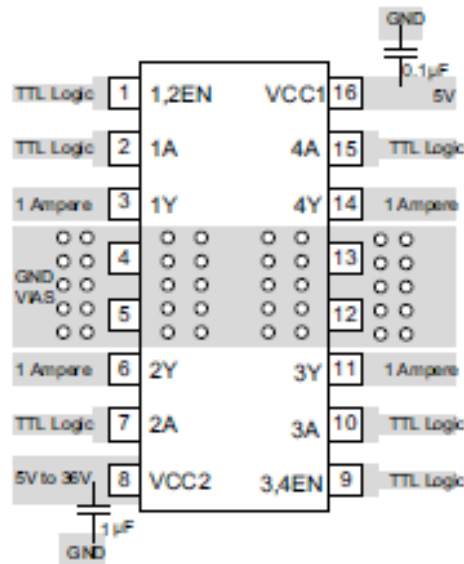 GND
0.1µF
TTL Logic 1 1,2EN VCC1 16 5V
TTL Logic 2 1A 4A 15 TTL Logic
1 Ampere 3 1Y 4Y 14 1 Ampere
4 13
GND
VIAS
5 12
1 Ampere 6 2Y 3Y 11 1 Ampere
TTL Logic 7 2A 3A 10 TTL Logic
5V to 36V 8 VCC2 3,4EN 9 TTL Logic
1 µF
GND